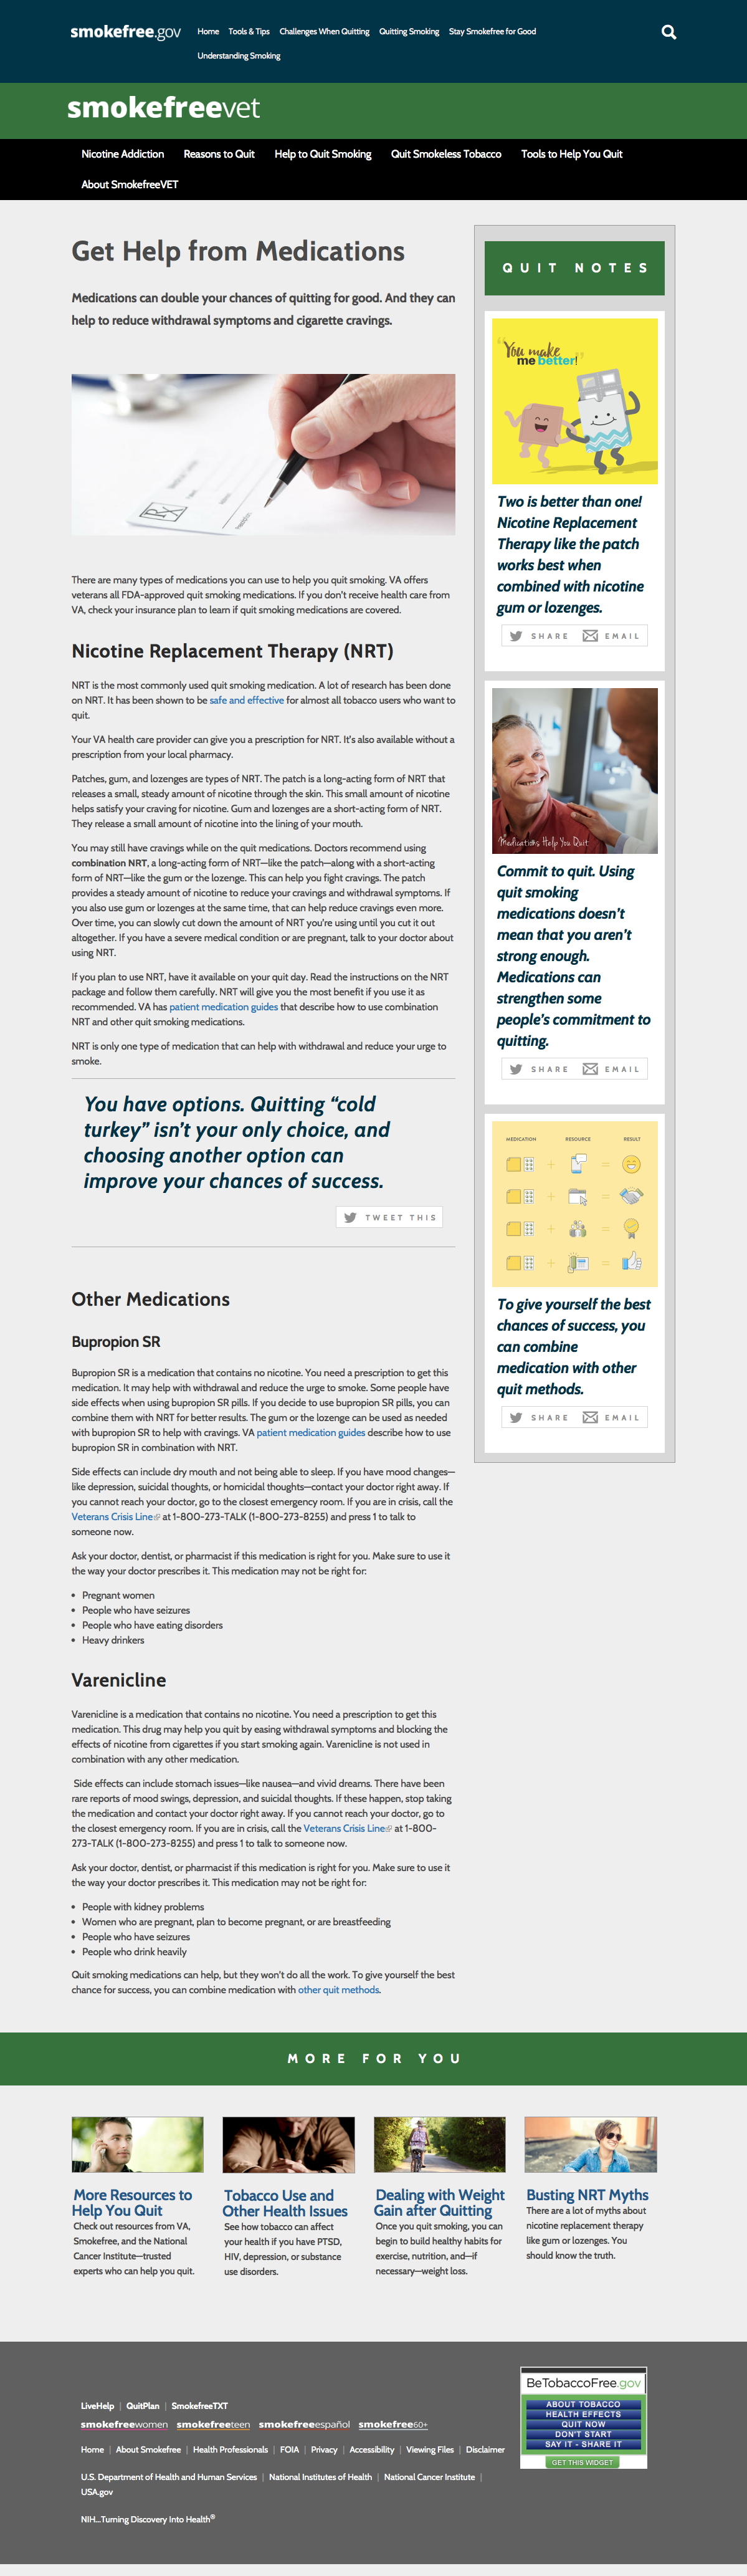 smokefree.gov
Home Tools & Tips Challenges When Quitting Quitting Smoking Stay Smokefree for Good
Understanding Smoking
smokefreevet
Nicotine Addiction Reasons to Quit Help to Quit Smoking Quit Smokeless Tobacco Tools to Help You Quit
About SmokefreeVET
Get Help from Medications
Medications can double your chances of quitting for good. And they can
help to reduce withdrawal symptoms and cigarette cravings.
There are many types of medications you can use to help you quit smoking. VA offers
veterans all FDA-approved quit smoking medications. If you don't receive health care from
VA, check your insurance plan to learn if quit smoking medications are covered.
Nicotine Replacement Therapy (NRT)
NRT is the most commonly used quit smoking medication. A lot of research has been done
on NRT. It has been shown to be safe and effective for almost all tobacco users who want to
quit.
Your VA health care provider can give you a prescription for NRT. It's also available without a
prescription from your local pharmacy.
Patches, gum, and lozenges are types of NRT. The patch is a long-acting form of NRT that
releases a small, steady amount of nicotine through the skin. This small amount of nicotine
helps satisfy your craving for nicotine. Gum and lozenges are a short-acting form of NRT.
They release a small amount of nicotine into the lining of your mouth.
You may still have cravings while on the quit medications. Doctors recommend using
combination NRT, a long-acting form of NRT—like the patch—along with a short-acting
form of NRT—like the gum or the lozenge. This can help you fight cravings. The patch
provides a steady amount of nicotine to reduce your cravings and withdrawal symptoms. If
you also use gum or lozenges at the same time, that can help reduce cravings even more.
Over time, you can slowly cut down the amount of NRT you're using until you cut it out
altogether. If you have a severe medical condition or are pregnant, talk to your doctor about
using NRT.
If you plan to use NRT, have it available on your quit day. Read the instructions on the NRT
package and follow them carefully. NRT will give you the most benefit if you use it as
recommended. VA has patient medication guides that describe how to use combination
NRT and other quit smoking medications.
NRT is only one type of medication that can help with withdrawal and reduce your urge to
smoke.
You have options. Quitting “cold
turkey” isn’t your only choice, and
choosing another option can
improve your chances of success.
TWEET THIS
Other Medications
Bupropion SR
Bupropion SR is a medication that contains no nicotine. You need a prescription to get this
medication. It may help with withdrawal and reduce the urge to smoke. Some people have
side effects when using bupropion SR pills. If you decide to use bupropion SR pills, you can
combine them with NRT for better results. The gum or the lozenge can be used as needed
with bupropion SR to help with cravings. VA patient medication guides describe how to use
bupropion SR in combination with NRT.
Side effects can include dry mouth and not being able to sleep. If you have mood changes—
like depression, suicidal thoughts, or homicidal thoughts—contact your doctor right away. If
you cannot reach your doctor, go to the closest emergency room. If you are in crisis, call the
Veterans Crisis Line at 1-800-273-TALK (1-800-273-8255) and press 1 to talk to
someone now.
Ask your doctor, dentist, or pharmacist if this medication is right for you. Make sure to use it
the way your doctor prescribes it. This medication may not be right for:
• Pregnant women
• People who have seizures
• People who have eating disorders
• Heavy drinkers
Varenicline
Varenicline is a medication that contains no nicotine. You need a prescription to get this
medication. This drug may help you quit by easing withdrawal symptoms and blocking the
effects of nicotine from cigarettes if you start smoking again. Varenicline is not used in
combination with any other medication.
Side effects can include stomach issues—like nausea—and vivid dreams. There have been
rare reports of mood swings, depression, and suicidal thoughts. If these happen, stop taking
the medication and contact your doctor right away. If you cannot reach your doctor, go to
the closest emergency room. If you are in crisis, call the Veterans Crisis Line at 1-800-
273-TALK (1-800-273-8255) and press 1 to talk to someone now.
Ask your doctor, dentist, or pharmacist if this medication is right for you. Make sure to use it
the way your doctor prescribes it. This medication may not be right for:
• People with kidney problems
• Women who are pregnant, plan to become pregnant, or are breastfeeding
• People who have seizures
• People who drink heavily
Quit smoking medications can help, but they won't do all the work. To give yourself the best
chance for success, you can combine medication with other quit methods.
QUIT NOTES
“You make
me better!”
Two is better than one!
Nicotine Replacement
Therapy like the patch
works best when
combined with nicotine
gum or lozenges.
SHARE EMAIL
Medications Help You Quit
Commit to quit. Using
quit smoking
medications doesn’t
mean that you aren’t
strong enough.
Medications can
strengthen some
people’s commitment to
quitting.
SHARE EMAIL
MEDICATION RESOURCE RESULT
+ =
+ =
+ =
+ =
To give yourself the best
chances of success, you
can combine
medication with other
quit methods.
SHARE EMAIL
MORE FOR YOU
More Resources to
Help You Quit
Check out resources from VA,
Smokefree, and the National
Cancer Institute—trusted
experts who can help you quit.
Tobacco Use and
Other Health Issues
See how tobacco can affect
your health if you have PTSD,
HIV, depression, or substance
use disorders.
Dealing with Weight
Gain after Quitting
Once you quit smoking, you can
begin to build healthy habits for
exercise, nutrition, and—if
necessary—weight loss.
Busting NRT Myths
There are a lot of myths about
nicotine replacement therapy
like gum or lozenges. You
should know the truth.
LiveHelp | QuitPlan | SmokefreeTXT
smokefreewomen smokefreeteen smokefreeespañol smokefree60+
Home | About Smokefree | Health Professionals | FOIA | Privacy | Accessibility | Viewing Files | Disclaimer
U.S. Department of Health and Human Services | National Institutes of Health | National Cancer Institute |
USA.gov
NIH...Turning Discovery Into Health®
BeTobaccoFree.gov
ABOUT TOBACCO
HEALTH EFFECTS
QUIT NOW
DON'T START
SAY IT - SHARE IT
GET THIS WIDGET